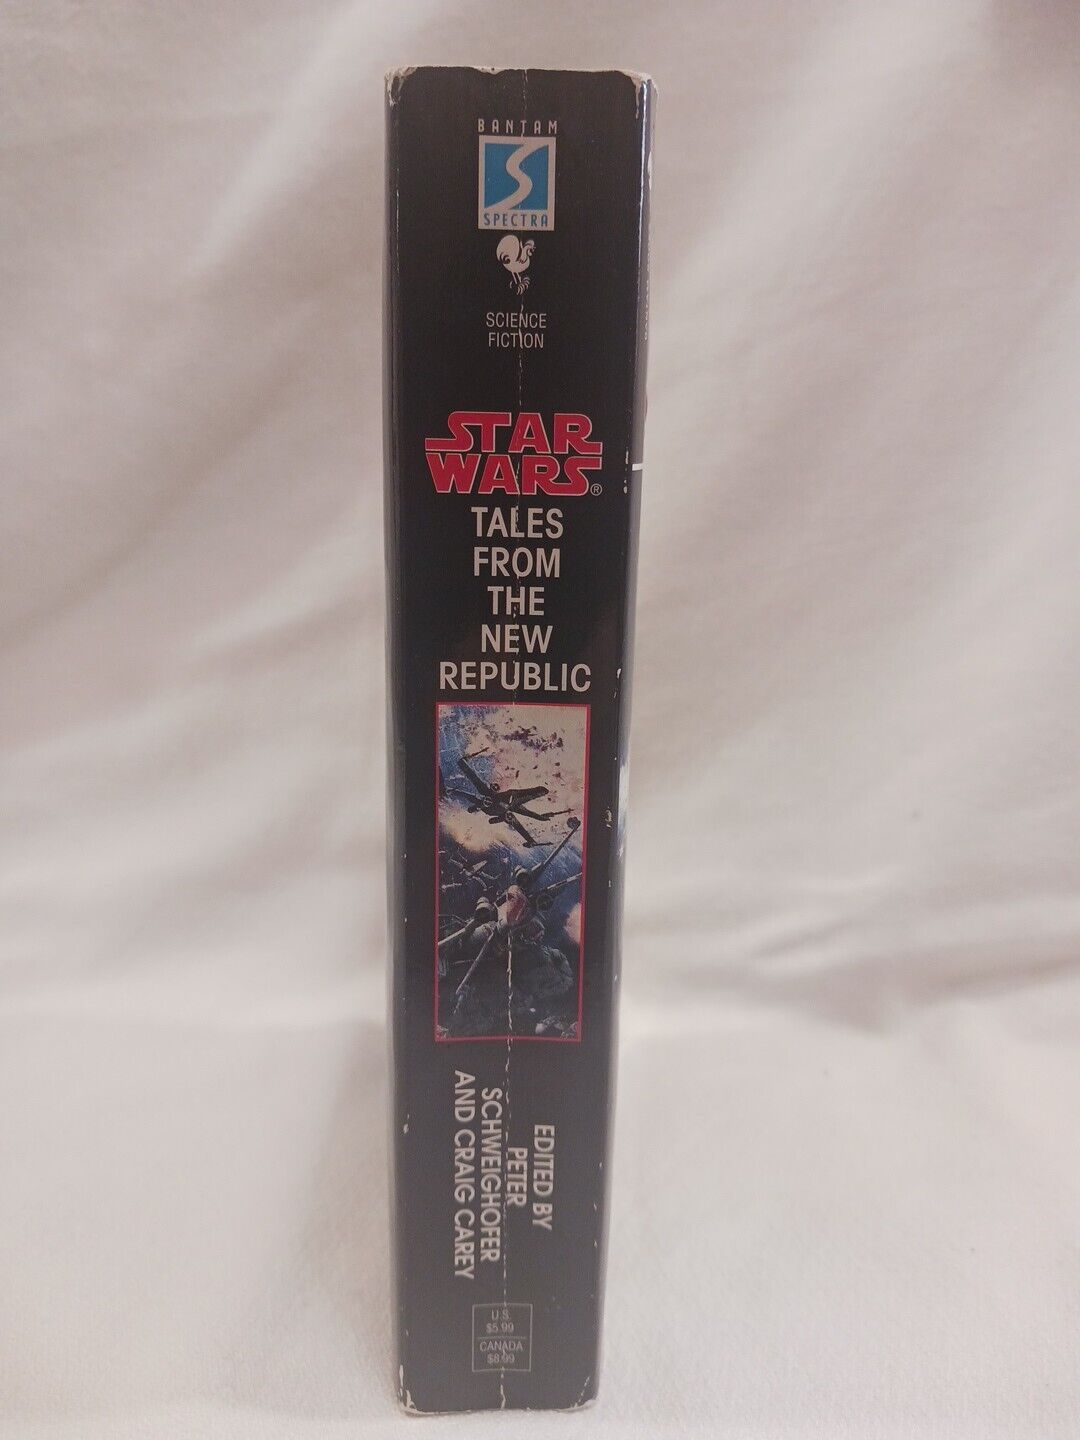 BANTAM
SPECTRA
SCIENCE
FICTION
STAR
WARS®
TALES
FROM
THE
NEW
REPUBLIC
EDITED BY
PETER
SCHWEIGHOFER
AND CRAIG CAREY
U.S.
$5.99
CANADA
$8.99